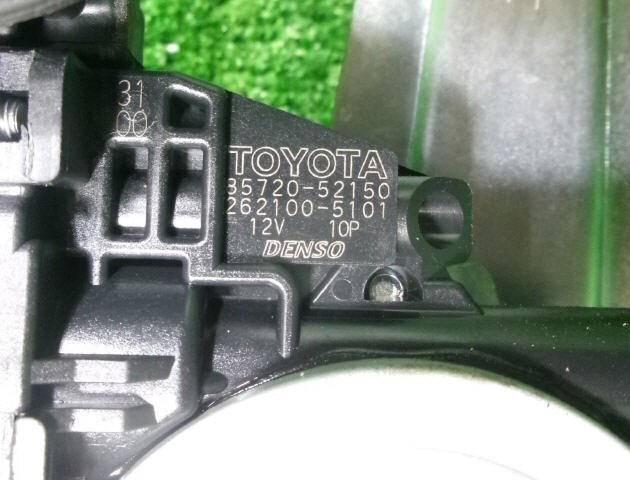 31
00
TOYOTA
85720-52150
262100-5101
12V 10P
DENSO